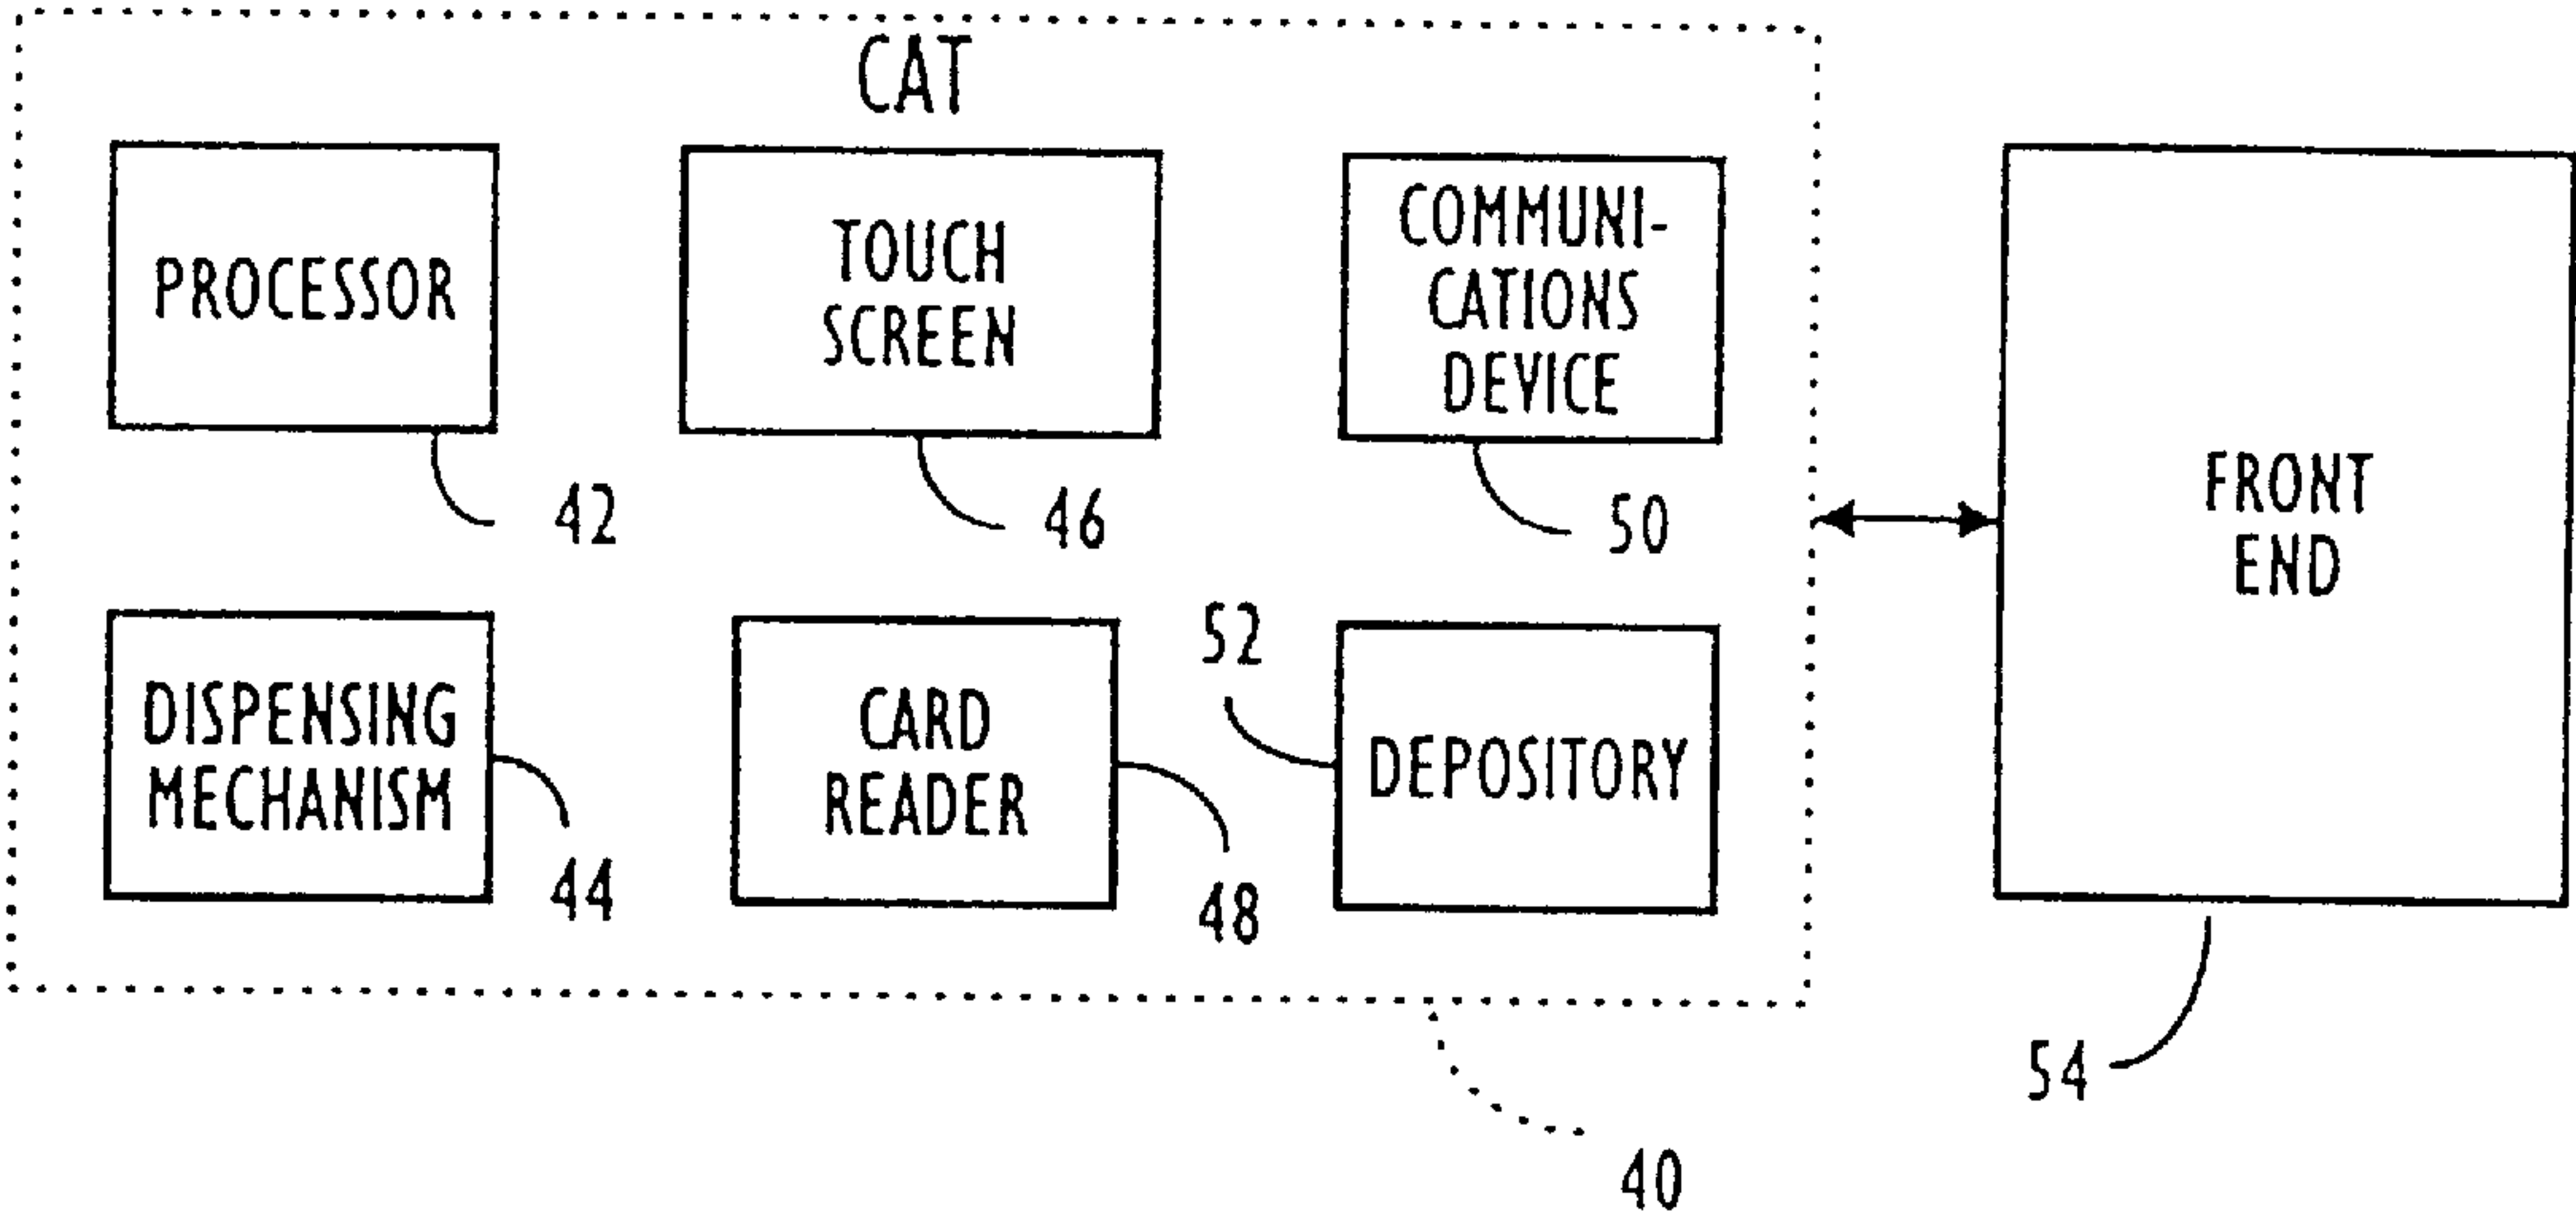 CAT
PROCESSOR
42
TOUCH
SCREEN
46
COMMUNI-
CATIONS
DEVICE
50
FRONT
END
54
DISPENSING
MECHANISM
44
CARD
READER
48
52
DEPOSITORY
40